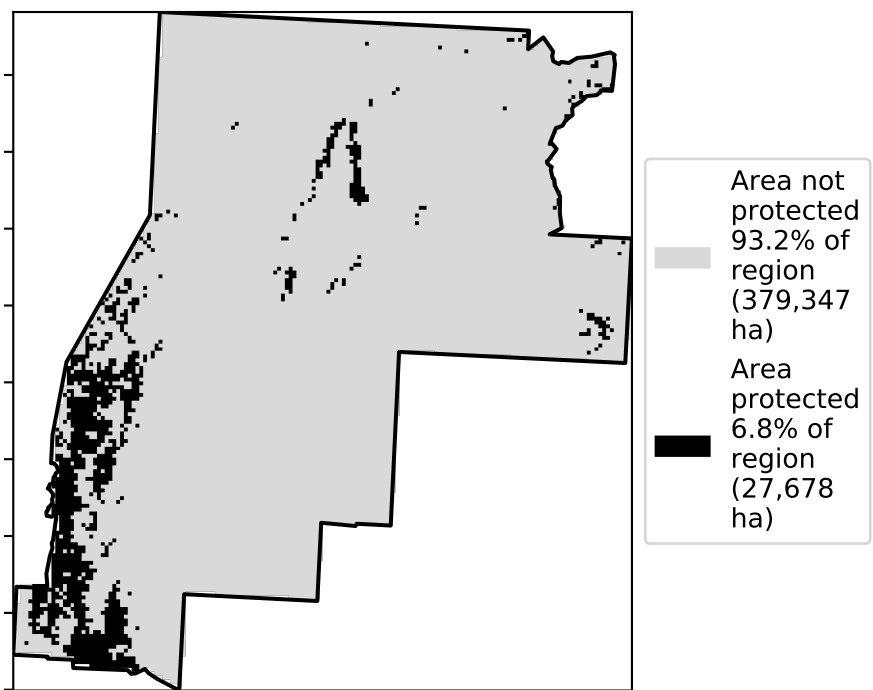 Area not
protected
93.2% of
region
(379,347
ha)
Area
protected
6.8% of
region
(27,678
ha)